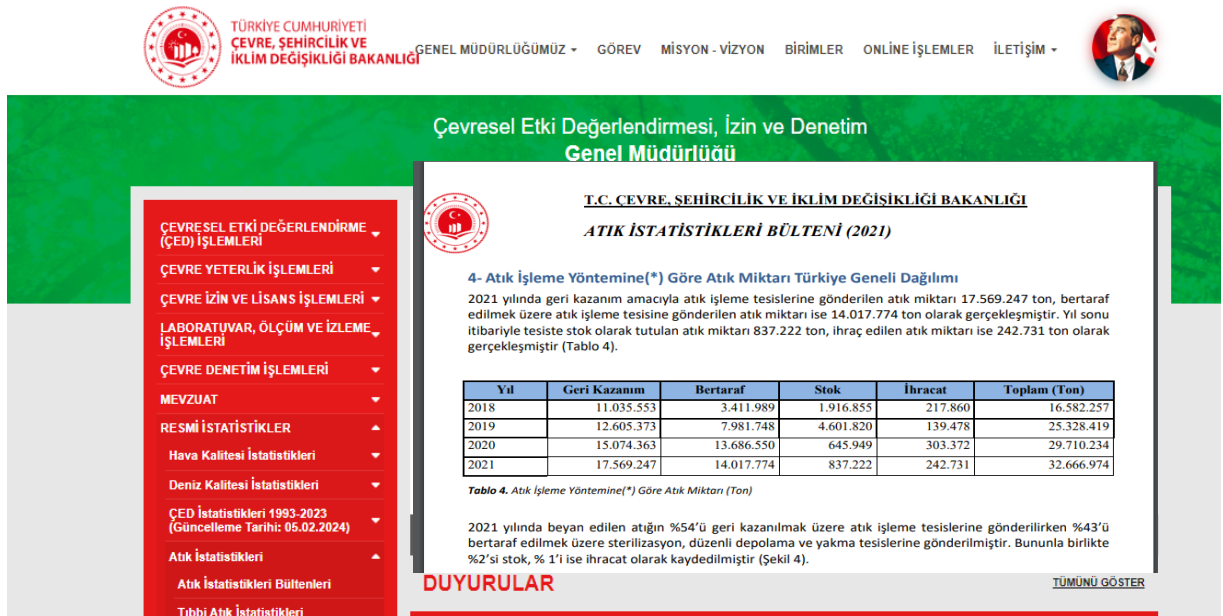 TÜRKİYE CUMHURİYETİ
ÇEVRE, ŞEHİRCİLİK VE
İKLİM DEĞİŞİKLİĞİ BAKANLIĞI
GENEL MÜDÜRLÜĞÜMÜZ GÖREV MİSYON - VİZYON BİRİMLER ONLİNE İŞLEMLER İLETİŞİM
Çevresel Etki Değerlendirmesi, İzin ve Denetim
Genel Müdürlüğü
ÇEVRESEL ETKİ DEĞERLENDİRME
(ÇED) İŞLEMLERİ
ÇEVRE YETERLİK İŞLEMLERİ
ÇEVRE İZİN VE LİSANS İŞLEMLERİ
LABORATUVAR, ÖLÇÜM VE İZLEME
İŞLEMLERİ
ÇEVRE DENETİM İŞLEMLERİ
MEVZUAT
RESMİ İSTATİSTİKLER
Hava Kalitesi İstatistikleri
Deniz Kalitesi İstatistikleri
ÇED İstatistikleri 1993-2023
(Güncelleme Tarihi: 05.02.2024)
Atık İstatistikleri
Atık İstatistikleri Bültenleri
Tıbbi Atık İstatistikleri
T.C. ÇEVRE, ŞEHİRCİLİK VE İKLİM DEĞİŞİKLİĞİ BAKANLIĞI
ATIK İSTATİSTİKLERİ BÜLTENİ (2021)
4- Atık İşleme Yöntemine(*) Göre Atık Miktarı Türkiye Geneli Dağılımı
2021 yılında geri kazanım amacıyla atık işleme tesislerine gönderilen atık miktarı 17.569.247 ton, bertaraf
edilmek üzere atık işleme tesisine gönderilen atık miktarı ise 14.017.774 ton olarak gerçekleşmiştir. Yıl sonu
itibariyle tesiste stok olarak tutulan atık miktarı 837.222 ton, ihraç edilen atık miktarı ise 242.731 ton olarak
gerçekleşmiştir (Tablo 4).
Yıl Geri Kazanım Bertaraf Stok İhracat Toplam (Ton)
2018 11.035.553 3.411.989 1.916.855 217.860 16.582.257
2019 12.605.373 7.981.748 4.601.820 139.478 25.328.419
2020 15.074.363 13.686.550 645.949 303.372 29.710.234
2021 17.569.247 14.017.774 837.222 242.731 32.666.974
Tablo 4. Atık İşleme Yöntemine(*) Göre Atık Miktarı (Ton)
2021 yılında beyan edilen atığın %54'ü geri kazanılmak üzere atık işleme tesislerine gönderilirken %43'ü
bertaraf edilmek üzere sterilizasyon, düzenli depolama ve yakma tesislerine gönderilmiştir. Bununla birlikte
%2'si stok, % 1'i ise ihracat olarak kaydedilmiştir (Şekil 4).
DUYURULAR
TÜMÜNÜ GÖSTER